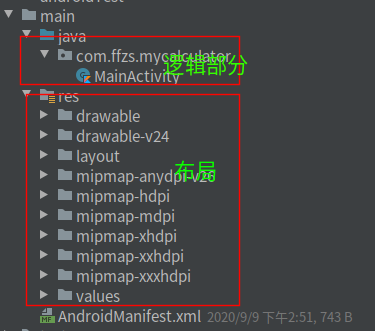 main
java
com.ffzs.mycalculator
逻辑部分
MainActivity
res
drawable
drawable-v24
layout
mipmap-anydpi-v26
布局
mipmap-hdpi
mipmap-mdpi
mipmap-xhdpi
mipmap-xxhdpi
mipmap-xxxhdpi
values
AndroidManifest.xml 2020/9/9 下午2:51, 743 B